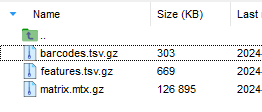 Name Size (KB) Last
..
barcodes.tsv.gz 303 2024-
features.tsv.gz 669 2024-
matrix.mtx.gz 126 895 2024-